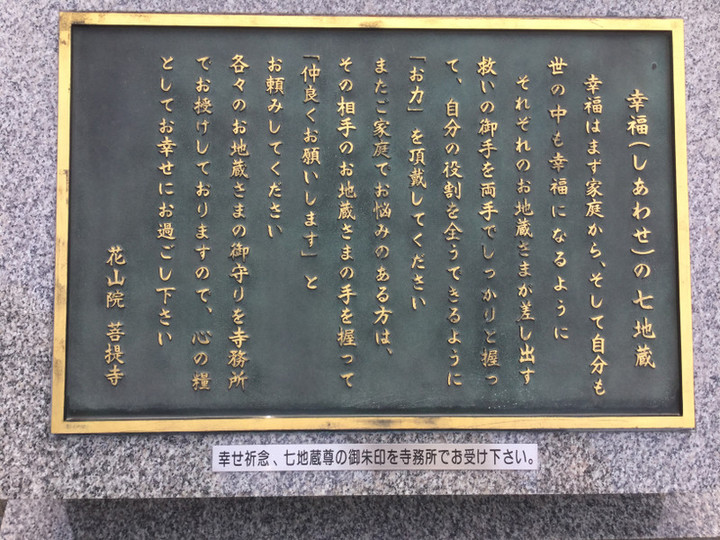 幸福(しあわせ)の七地蔵
幸福はまず家庭から、そして自分も
世の中も幸福になるように
それぞれのお地蔵さまが差し出す
救いの御手を両手でしっかりと握っ
て、自分の役割を全うできるように
「お力」を頂戴してください
またご家庭でお悩みのある方は、
その相手のお地蔵さまの手を握って
「仲良くお願いします」と
お頼みしてください
各々のお地蔵さまの御守りを寺務所
でお授けしておりますので、心の糧
としてお幸せにお過ごし下さい
花山院 菩提寺
幸せ祈念、七地蔵尊の御朱印を寺務所でお受け下さい。